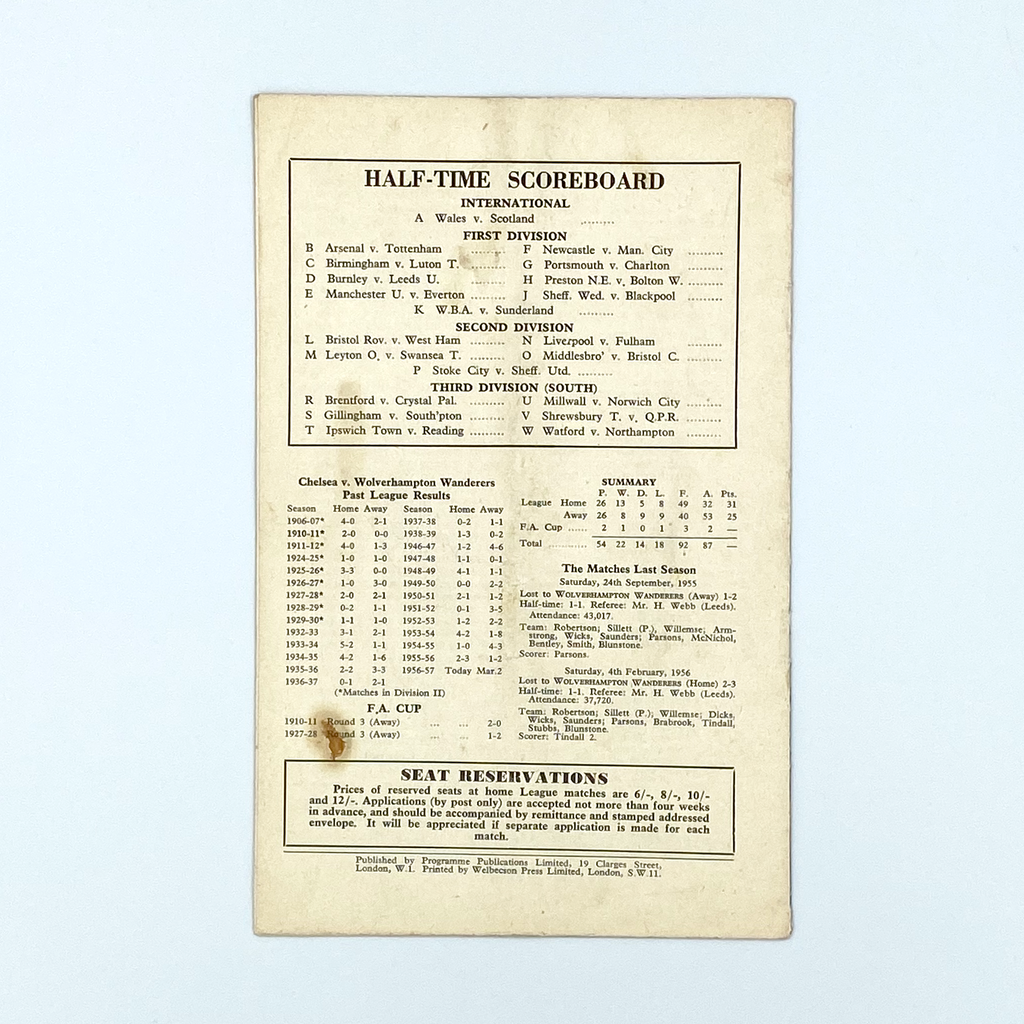 HALF-TIME SCOREBOARD
INTERNATIONAL
A Wales v. Scotland ........
FIRST DIVISION
B Arsenal v. Tottenham ......... F Newcastle v. Man. City .........
C Birmingham v. Luton T. ......... G Portsmouth v. Charlton .........
D Burnley v. Leeds U. ......... H Preston N.E. v. Bolton W. .........
E Manchester U. v. Everton ......... J Sheff. Wed. v. Blackpool .........
K W.B.A. v. Sunderland .........
SECOND DIVISION
L Bristol Rov. v. West Ham ......... N Liverpool v. Fulham .........
M Leyton O. v. Swansea T. ......... O Middlesbro' v. Bristol C. .........
P Stoke City v. Sheff. Utd. .........
THIRD DIVISION (SOUTH)
R Brentford v. Crystal Pal. ......... U Millwall v. Norwich City .........
S Gillingham v. South'pton ......... V Shrewsbury T. v. Q.P.R. .........
T Ipswich Town v. Reading ......... W Watford v. Northampton .........
Chelsea v. Wolverhampton Wanderers
Past League Results
Season Home Away Season Home Away
1906-07* 4-0 2-1 1937-38 0-2 1-1
1910-11* 2-0 0-0 1938-39 1-3 0-2
1911-12* 4-0 1-3 1946-47 1-2 4-6
1924-25* 1-0 1-0 1947-48 1-1 0-1
1925-26* 3-3 0-0 1948-49 4-1 1-1
1926-27* 1-0 3-0 1949-50 0-0 2-2
1927-28* 2-0 2-1 1950-51 2-1 1-2
1928-29* 0-2 1-1 1951-52 0-1 3-5
1929-30* 1-1 1-0 1952-53 1-2 2-2
1932-33 3-1 2-1 1953-54 4-2 1-8
1933-34 5-2 1-1 1954-55 1-0 4-3
1934-35 4-2 1-6 1955-56 2-3 1-2
1935-36 2-2 3-3 1956-57 Today Mar.2
1936-37 0-1 2-1
(*Matches in Division II)
F.A. CUP
1910-11 Round 3 (Away) ... ... 2-0
1927-28 Round 3 (Away) ... ... 1-2
SUMMARY
P. W. D. L. F. A. Pts.
League Home 26 13 5 8 49 32 31
Away 26 8 9 9 40 53 25
F.A. Cup ...... 2 1 0 1 3 2 —
Total ............ 54 22 14 18 92 87 —
The Matches Last Season
Saturday, 24th September, 1955
Lost to WOLVERHAMPTON WANDERERS (Away) 1-2
Half-time: 1-1. Referee: Mr. H. Webb (Leeds).
Attendance: 43,017.
Team: Robertson; Sillett (P.), Willemse; Arm-
strong, Wicks, Saunders; Parsons, McNichol,
Bentley, Smith, Blunstone.
Scorer: Parsons.
Saturday, 4th February, 1956
Lost to WOLVERHAMPTON WANDERERS (Home) 2-3
Half-time: 1-1. Referee: Mr. H. Webb (Leeds).
Attendance: 37,720.
Team: Robertson; Sillett (P.); Willemse; Dicks,
Wicks, Saunders; Parsons, Brabrook, Tindall,
Stubbs, Blunstone.
Scorer: Tindall 2.
SEAT RESERVATIONS
Prices of reserved seats at home League matches are 6/-, 8/-, 10/-
and 12/-. Applications (by post only) are accepted not more than four weeks
in advance, and should be accompanied by remittance and stamped addressed
envelope. It will be appreciated if separate application is made for each
match.
Published by Programme Publications Limited, 19 Clarges Street,
London, W.1. Printed by Welbecson Press Limited, London, S.W.11.